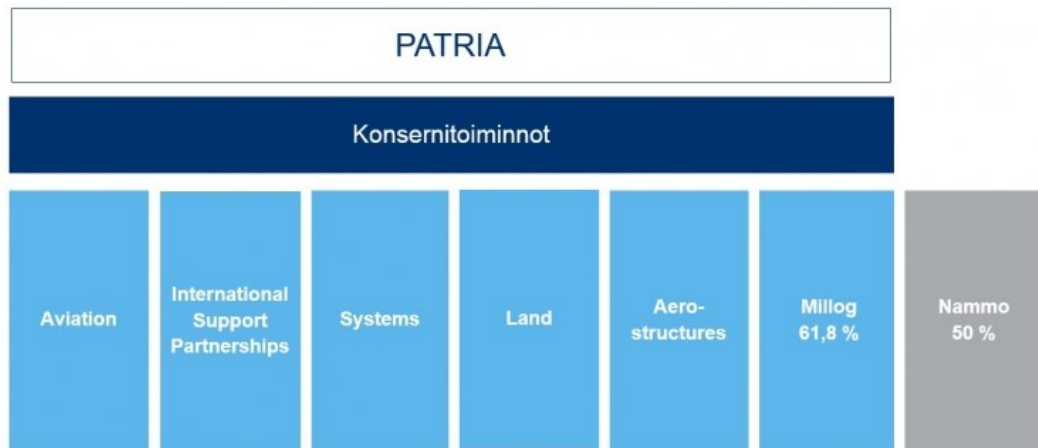 PATRIA
Konsernitoiminnot
Aviation
International
Support
Partnerships
Systems
Land
Aero-
structures
Millog
61,8 %
Nammo
50 %